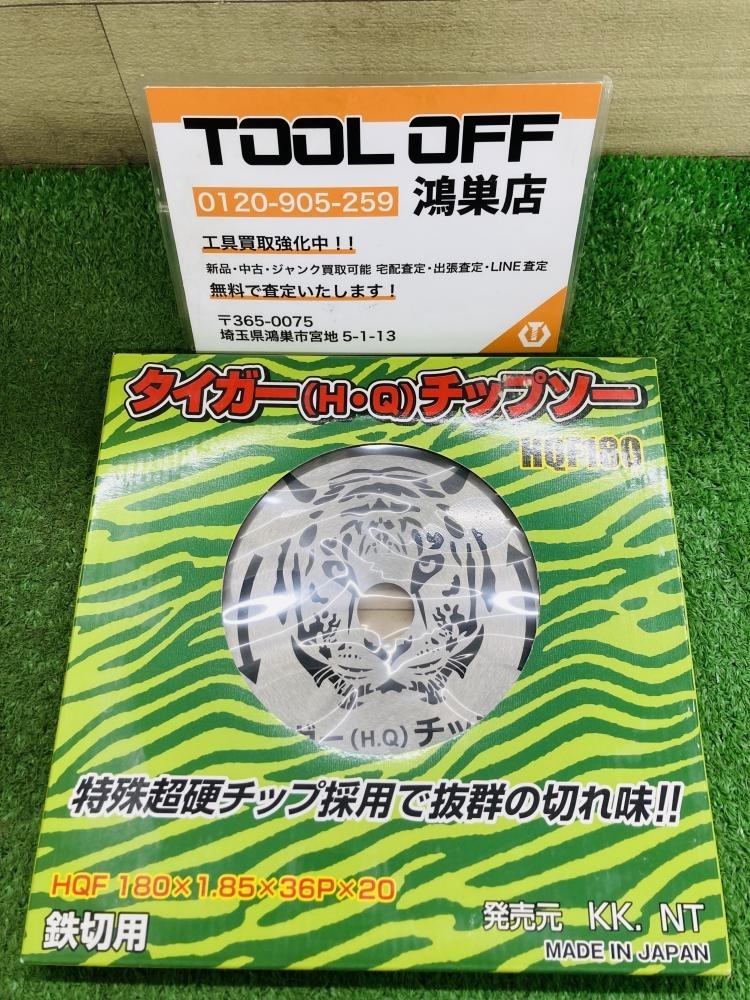 TOOL OFF
0120-905-259 鴻巣店
工具買取強化中！！
新品・中古・ジャンク買取可能 宅配査定・出張査定・LINE査定
無料で査定いたします！
〒365-0075
埼玉県鴻巣市宮地 5-1-13
タイガー(H・Q)チップソー
HQF180
ガー(H.Q)チッ
特殊超硬チップ採用で抜群の切れ味!!
HQF 180×1.85×36P×20
鉄切用
発売元 KK. NT
MADE IN JAPAN